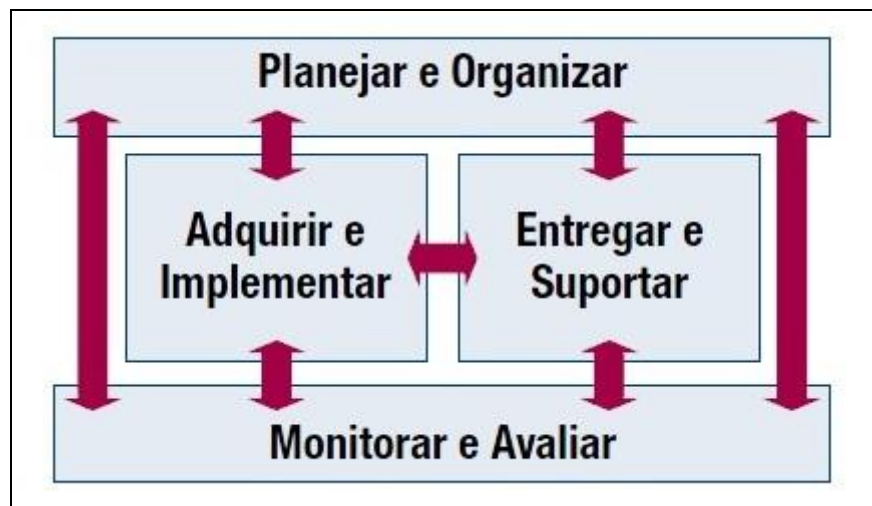 Planejar e Organizar
Adquirir e
Implementar
Entregar e
Suportar
Monitorar e Avaliar